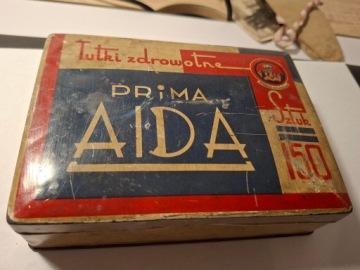 Tutki zdrowotne
PRiMA
AIDA
Sztuk
150